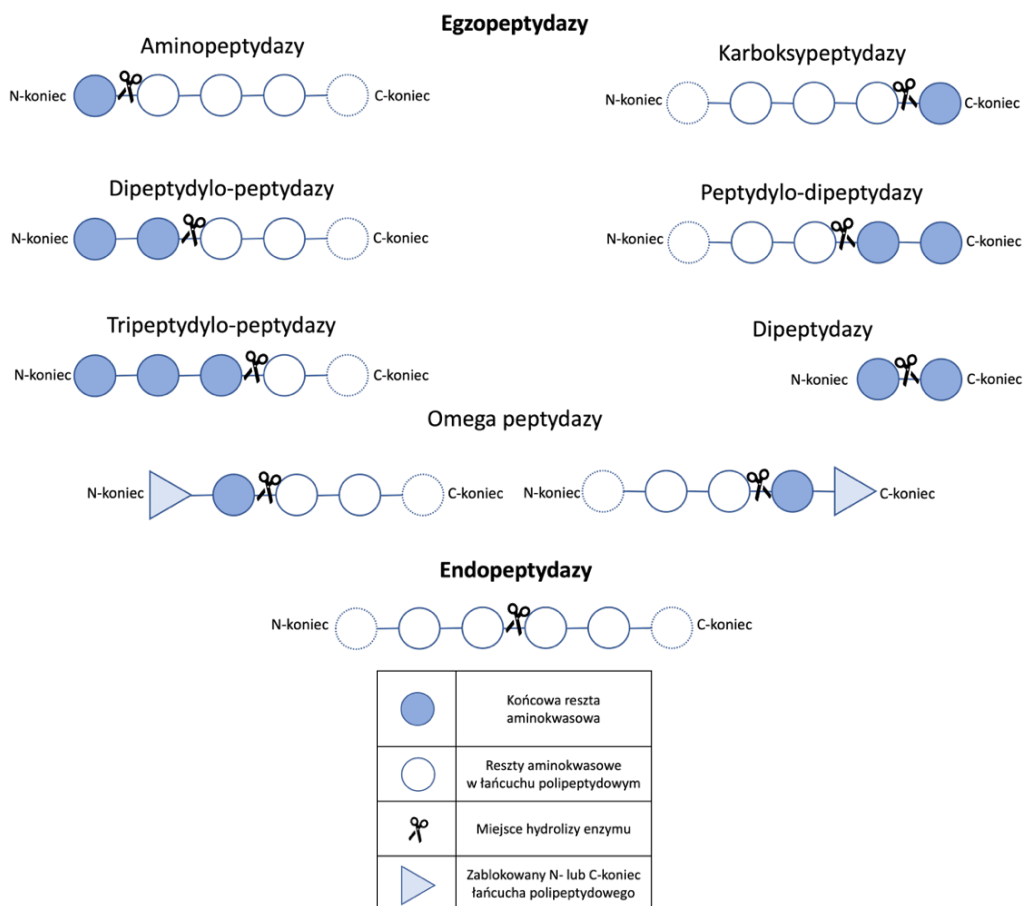 Egzopeptydazy
Aminopeptydazy
N-koniec
C-koniec
Karboksypeptydazy
N-koniec
C-koniec
Dipeptydylo-peptydazy
N-koniec
C-koniec
Peptydylo-dipeptydazy
N-koniec
C-koniec
Tripeptydylo-peptydazy
N-koniec
C-koniec
Dipeptydazy
N-koniec
C-koniec
Omega peptydazy
N-koniec
C-koniec
N-koniec
C-koniec
Endopeptydazy
N-koniec
C-koniec
Końcowa reszta
aminokwasowa
Reszty aminokwasowe
w łańcuchu polipeptydowym
Miejsce hydrolizy enzymu
Zablokowany N- lub C-koniec
łańcucha polipeptydowego